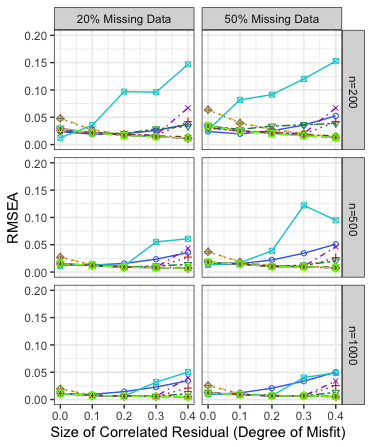 20% Missing Data 50% Missing Data
0.20
0.15
0.10
0.05
0.00
n=200
0.20
0.15
0.10
0.05
0.00
n=500
0.20
0.15
0.10
0.05
0.00
n=1000
RMSEA
0.0 0.1 0.2 0.3 0.4 0.0 0.1 0.2 0.3 0.4
Size of Correlated Residual (Degree of Misfit)